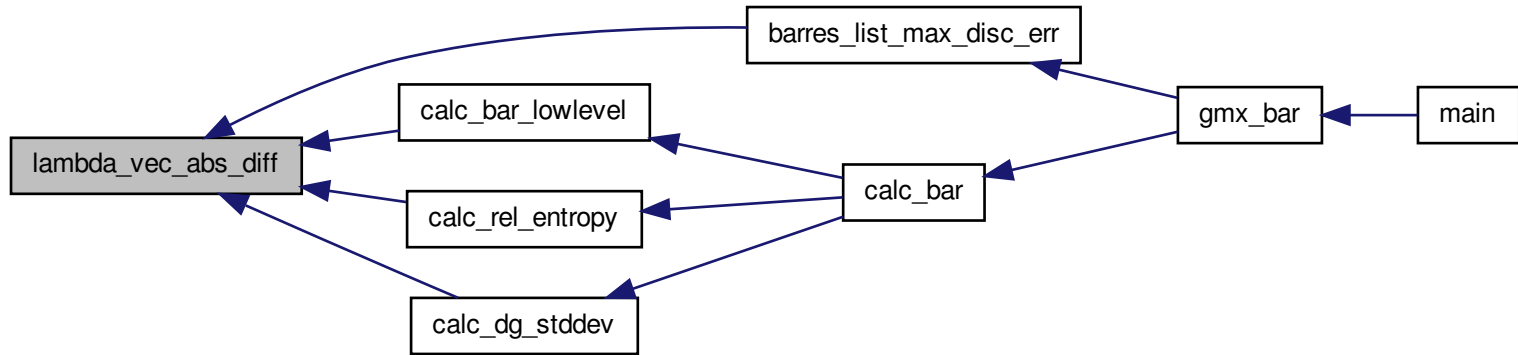 barres_list_max_disc_err
calc_bar_lowlevel
gmx_bar
main
lambda_vec_abs_diff
calc_bar
calc_rel_entropy
calc_dg_stddev